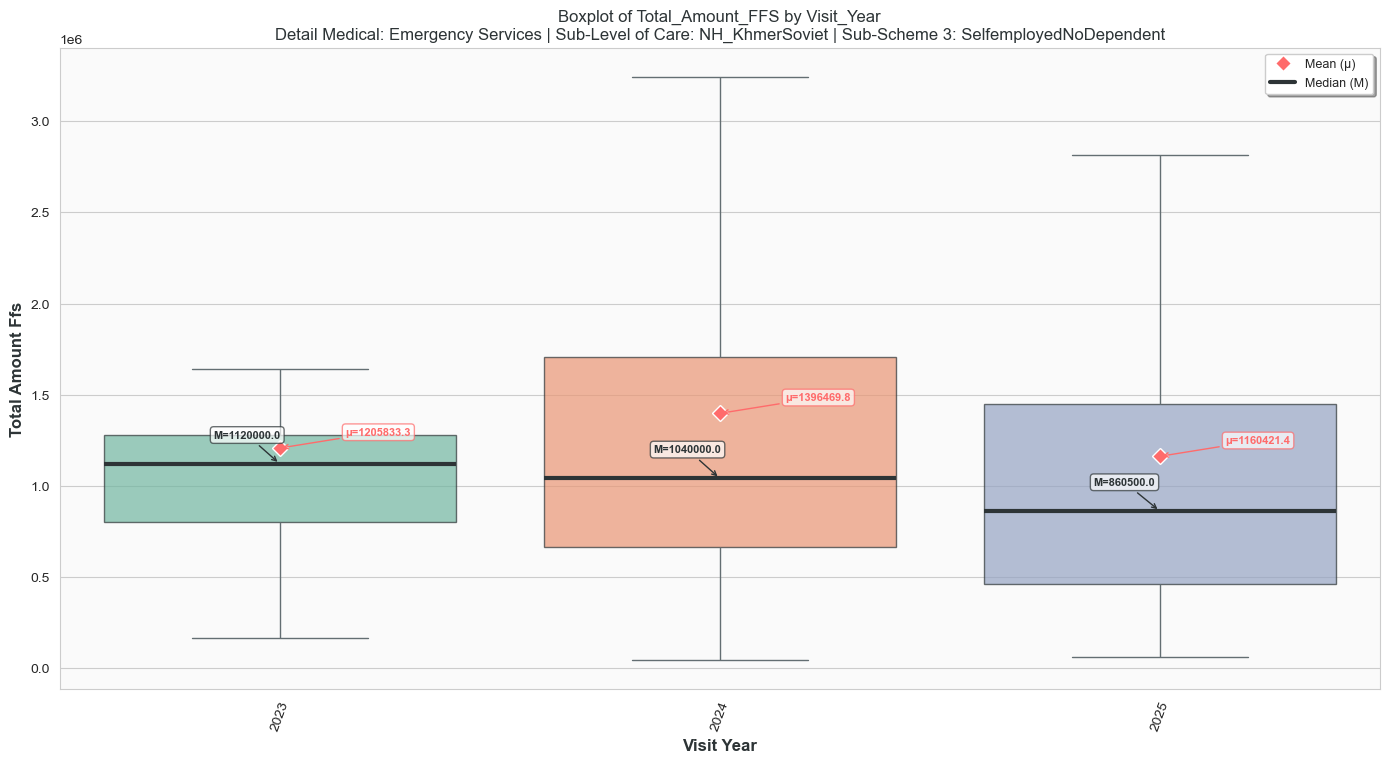 Boxplot of Total_Amount_FFS by Visit_Year
Detail Medical: Emergency Services | Sub-Level of Care: NH_KhmerSoviet | Sub-Scheme 3: SelfemployedNoDependent
1e6
Mean (μ)
Median (M)
3.0
2.5
2.0
1.5
1.0
0.5
0.0
Total Amount Ffs
M=1120000.0
μ=1205833.3
M=1040000.0
μ=1396469.8
M=860500.0
μ=1160421.4
2023
2024
2025
Visit Year